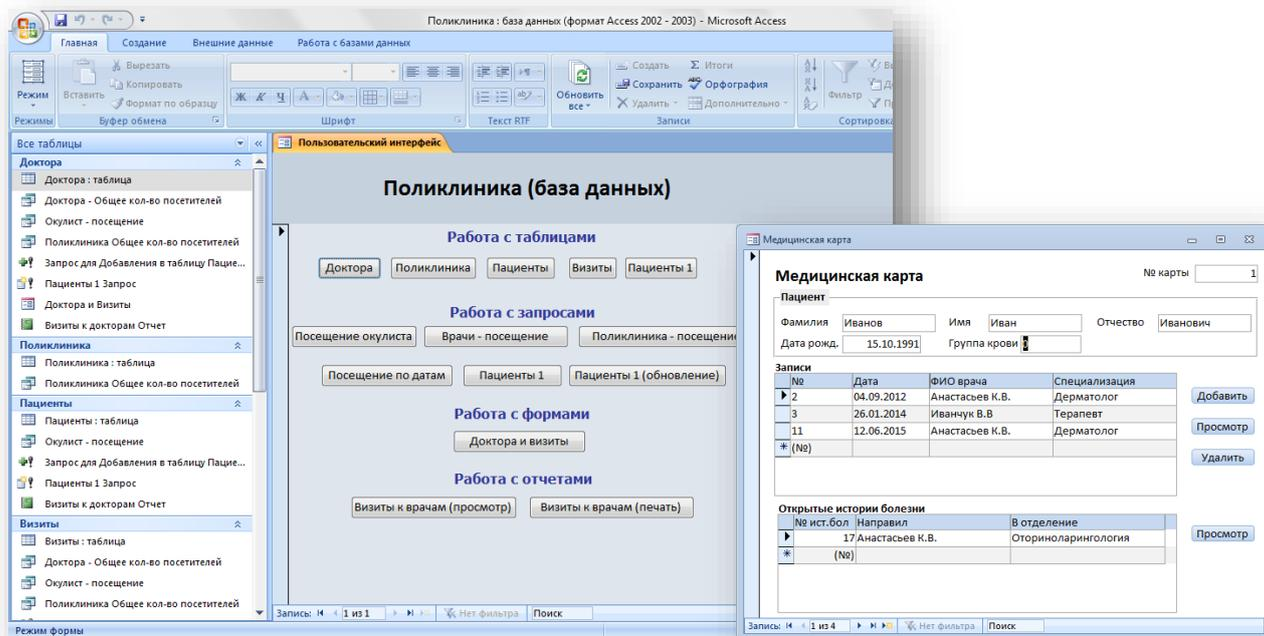 Поликлиника : база данных (формат Access 2002 - 2003) - Microsoft Access
Главная Создание Внешние данные Работа с базами данных
Режим
Режимы
Вставить
Вырезать
Копировать
Формат по образцу
Буфер обмена
Ж К Ч
Шрифт
Текст RTF
Обновить все
Создать
Сохранить
Удалить
Итоги
Орфография
Дополнительно
Записи
Фильтр
Сортировка
Все таблицы
Доктора
Доктора : таблица
Доктора - Общее кол-во посетителей
Окулист - посещение
Поликлиника Общее кол-во посетителей
Запрос для Добавления в таблицу Пацие...
Пациенты 1 Запрос
Доктора и Визиты
Визиты к докторам Отчет
Поликлиника
Поликлиника : таблица
Поликлиника Общее кол-во посетителей
Пациенты
Пациенты : таблица
Окулист - посещение
Запрос для Добавления в таблицу Пацие...
Пациенты 1 Запрос
Визиты к докторам Отчет
Визиты
Визиты : таблица
Доктора - Общее кол-во посетителей
Окулист - посещение
Поликлиника Общее кол-во посетителей
Режим формы
Пользовательский интерфейс
Поликлиника (база данных)
Работа с таблицами
Доктора Поликлиника Пациенты Визиты Пациенты 1
Работа с запросами
Посещение окулиста Врачи - посещение Поликлиника - посещение
Посещение по датам Пациенты 1 Пациенты 1 (обновление)
Работа с формами
Доктора и визиты
Работа с отчетами
Визиты к врачам (просмотр) Визиты к врачам (печать)
Запись: 1 из 1 Нет фильтра Поиск
Медицинская карта
Медицинская карта № карты 1
Пациент
Фамилия Иванов Имя Иван Отчество Иванович
Дата рожд. 15.10.1991 Группа крови
Записи
№ Дата ФИО врача Специализация
2 04.09.2012 Анастасьев К.В. Дерматолог
3 26.01.2014 Иванчук В.В Терапевт
11 12.06.2015 Анастасьев К.В. Дерматолог
(№)
Добавить
Просмотр
Удалить
Открытые истории болезни
№ ист.бол Направил В отделение
17 Анастасьев К.В. Оториноларингология
(№)
Просмотр
Запись: 1 из 4 Нет фильтра Поиск